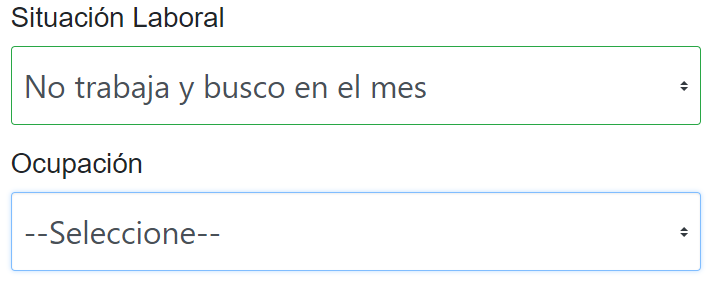 Situación Laboral
No trabaja y busco en el mes
Ocupación
--Seleccione--